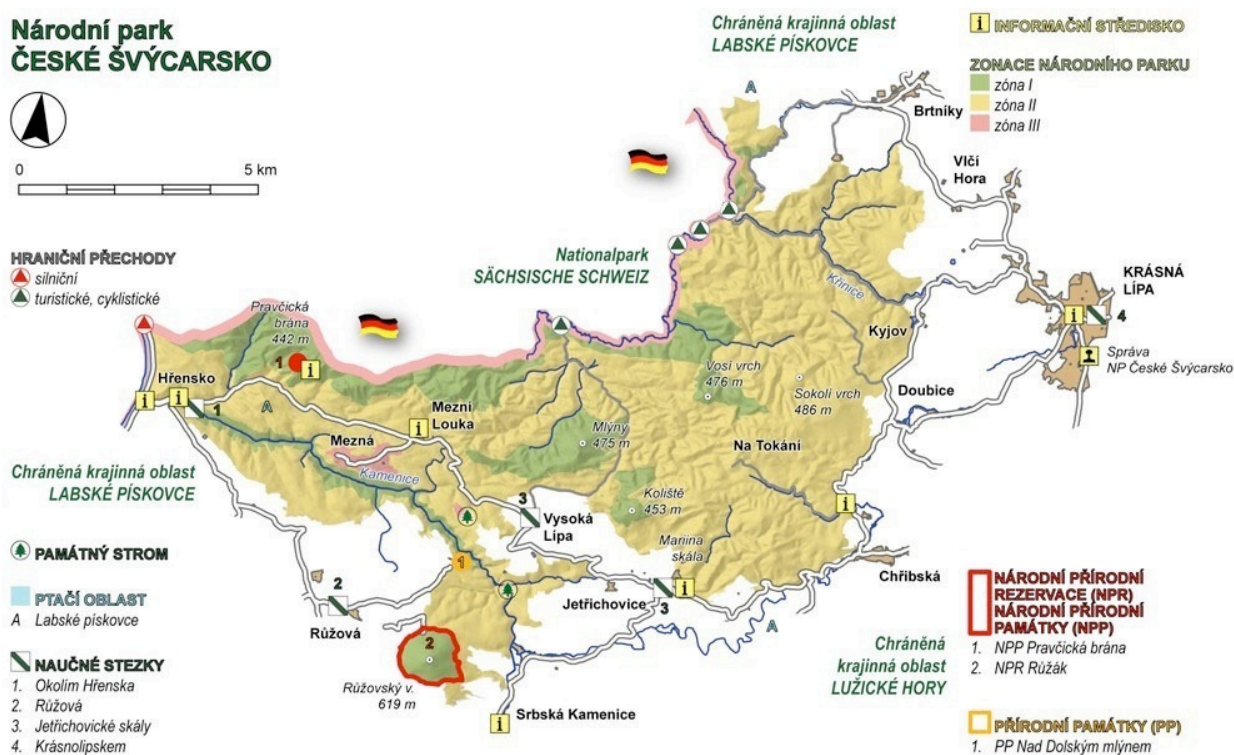 Národní park
ČESKÉ ŠVÝCARSKO
0
5 km
HRANIČNÍ PŘECHODY
silniční
turistické, cyklistické
Chráněná krajinná oblast
LABSKÉ PÍSKOVCE
A
Brtníky
i INFORMAČNÍ STŘEDISKO
ZONACE NÁRODNÍHO PARKU
zóna I
zóna II
zóna III
Vlčí
Hora
Nationalpark
SÄCHSISCHE SCHWEIZ
Křinice
KRÁSNÁ
LÍPA
i
4
Kyjov
Správa
NP České Švýcarsko
Pravčická
brána
442 m
1
i
Vosí vrch
476 m
Sokolí vrch
486 m
Doubice
Hřensko
i
i
1
A
Mezní
Louka
i
Mlýny
475 m
Mezná
Na Tokání
Kamenice
Chráněná krajinná oblast
LABSKÉ PÍSKOVCE
Koliště
453 m
3
Vysoká
Lípa
i
Mariina
skála
1
Chřibská
2
Růžová
Jetřichovice
i
3
A
2
Růžovský v.
619 m
Srbská Kamenice
i
Chráněná
krajinná oblast
LUŽICKÉ HORY
PAMÁTNÝ STROM
PTAČÍ OBLAST
A Labské pískovce
NAUČNÉ STEZKY
1. Okolím Hřenska
2. Růžová
3. Jetřichovické skály
4. Krásnolipskem
NÁRODNÍ PŘÍRODNÍ
REZERVACE (NPR)
NÁRODNÍ PŘÍRODNÍ
PAMÁTKY (NPP)
1. NPP Pravčická brána
2. NPR Růžák
PŘÍRODNÍ PAMÁTKY (PP)
1. PP Nad Dolským mlýnem